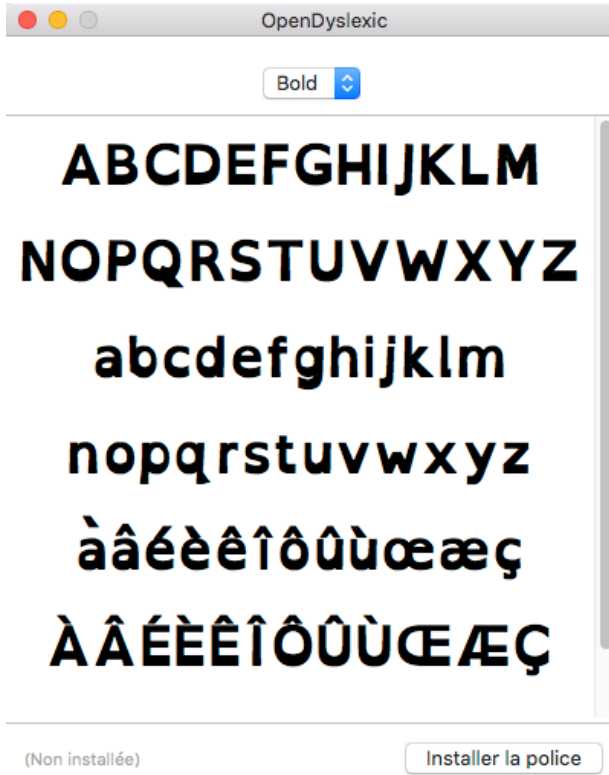 OpenDyslexic
Bold
ABCDEFGHIJKLM
NOPQRSTUVWXYZ
abcdefghijklm
nopqrstuvwxyz
àâéèêîôûùœæç
ÀÂÉÈÊÎÔÛÙŒÆÇ
(Non installée)
Installer la police